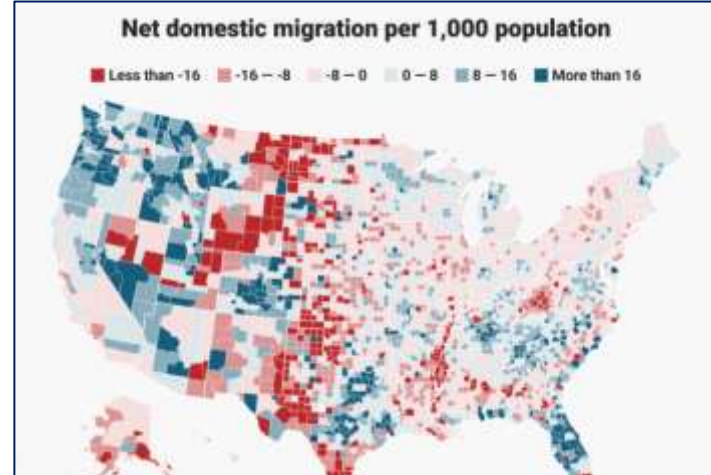 Net domestic migration per 1,000 population
Less than -16 -16 — -8 -8 — 0 0 — 8 8 — 16 More than 16